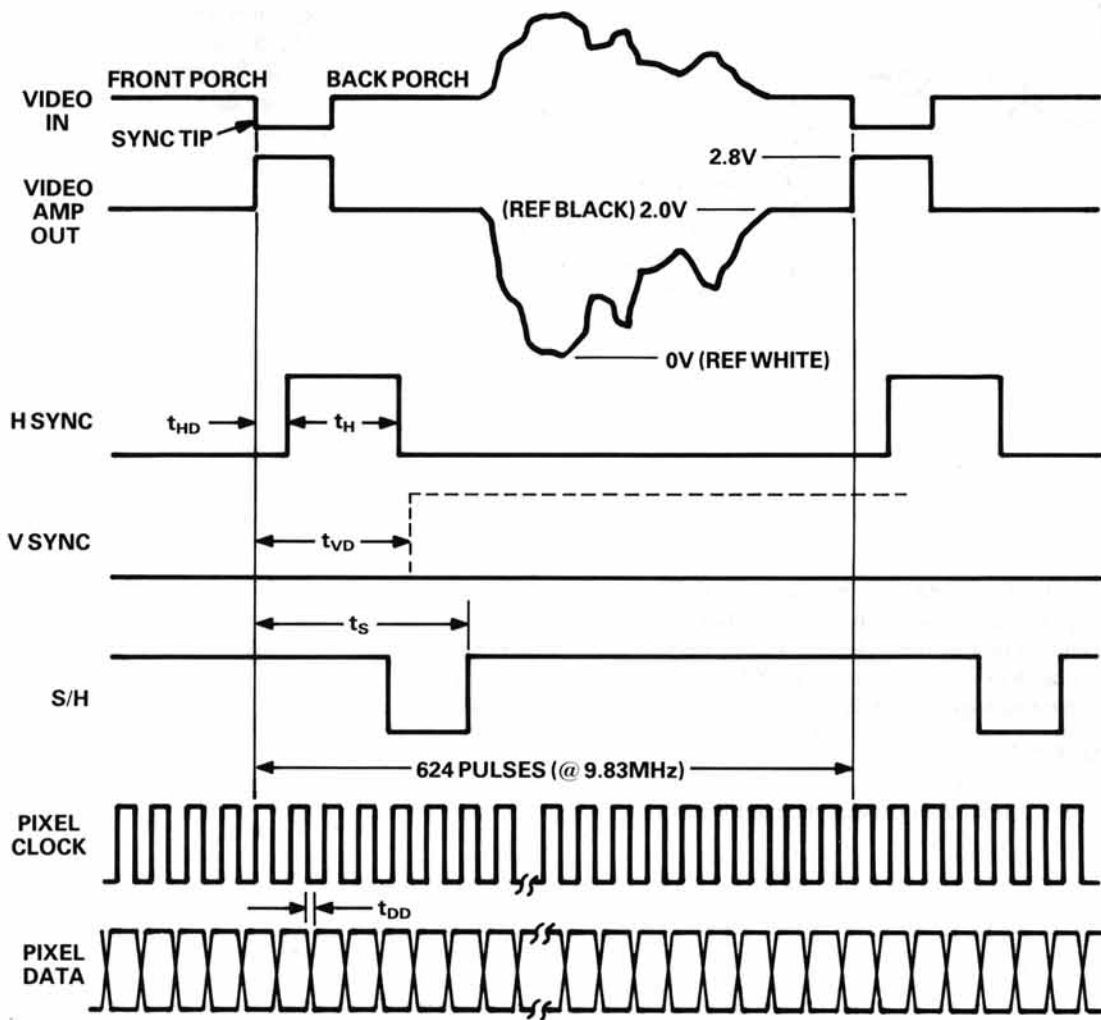 FRONT PORCH
BACK PORCH
VIDEO
IN
SYNC TIP
2.8V
VIDEO
AMP
OUT
(REF BLACK) 2.0V
0V (REF WHITE)
H SYNC
tHD
tH
V SYNC
tVD
tS
S/H
624 PULSES (@ 9.83MHz)
PIXEL
CLOCK
tDD
PIXEL
DATA